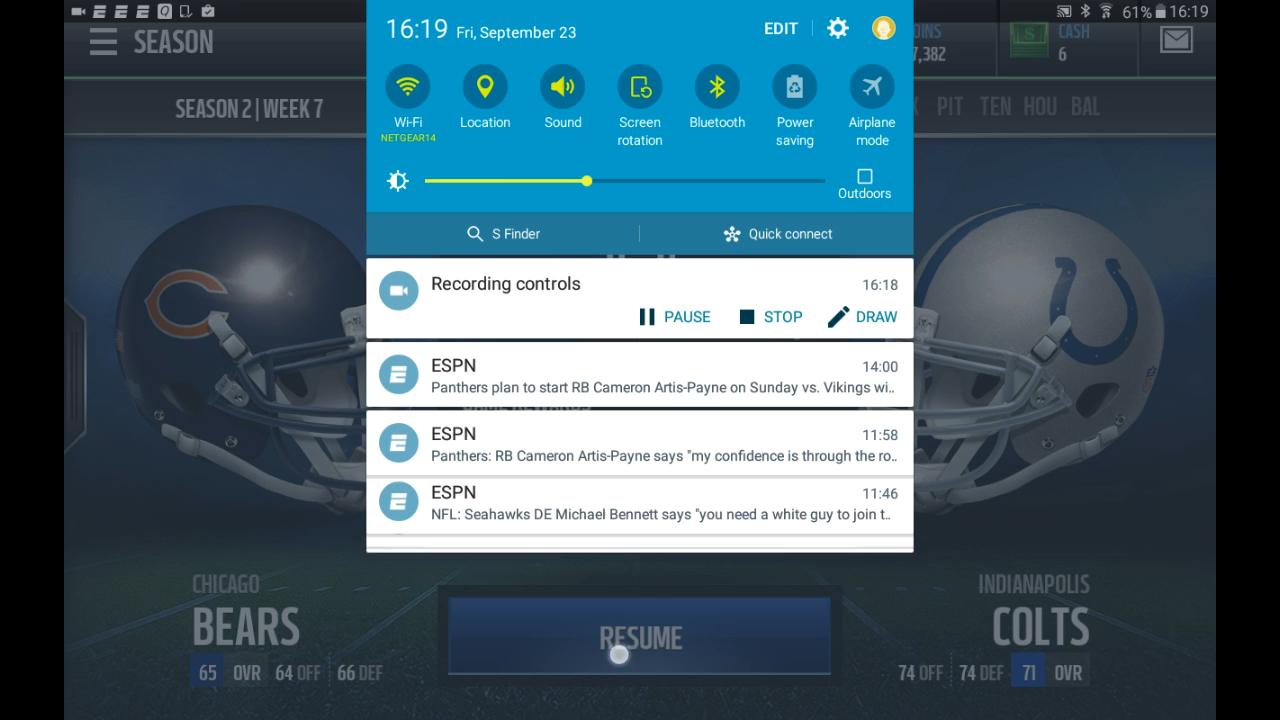 61% 16:19
16:19 Fri, September 23
EDIT
SEASON
CASH
7,382
6
SEASON 2 | WEEK 7
PIT TEN HOU BAL
Wi-Fi
NETGEAR14
Location
Sound
Screen rotation
Bluetooth
Power saving
Airplane mode
Outdoors
S Finder
Quick connect
Recording controls
16:18
PAUSE
STOP
DRAW
ESPN
14:00
Panthers plan to start RB Cameron Artis-Payne on Sunday vs. Vikings wi..
ESPN
11:58
Panthers: RB Cameron Artis-Payne says "my confidence is through the ro..
ESPN
11:46
NFL: Seahawks DE Michael Bennett says "you need a white guy to join t..
CHICAGO
BEARS
65 OVR 64 OFF 66 DEF
RESUME
INDIANAPOLIS
COLTS
74 OFF 74 DEF 71 OVR